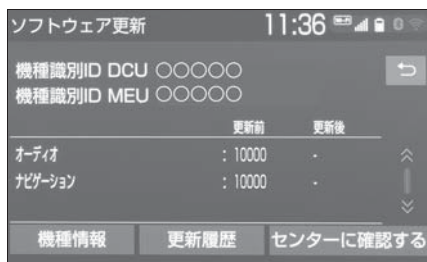 ソフトウェア更新 11:36
機種識別ID DCU ○○○○○
機種識別ID MEU ○○○○○
更新前 更新後
オーディオ : 10000 -
ナビゲーション : 10000 -
機種情報 更新履歴 センターに確認する